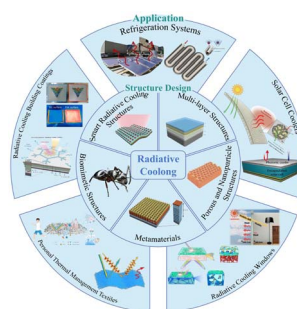 Application
Refrigeration Systems
Structure Design
Radiative Cooling Building Coatings
Smart Radiative Cooling
Structures
Multi-layer Structures
Solar Cell Cooling
Radiative
Coolong
Biomimetic Structures
Porous and Nanoparticle
Structures
Metamaterials
Personal Thermal Management Textiles
Radiative Cooling Windows